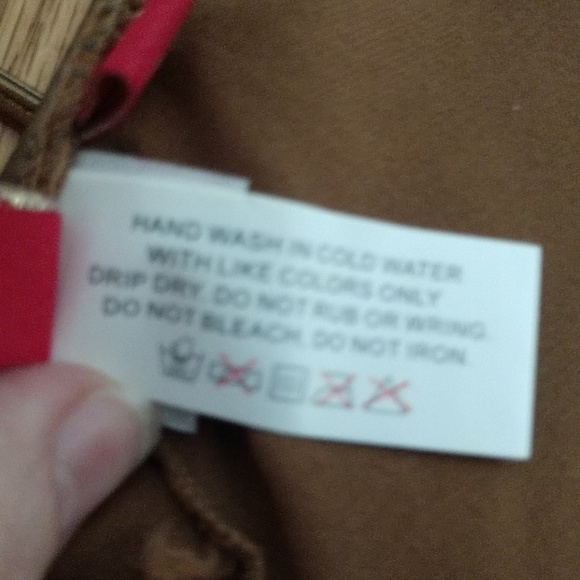 HAND WASH IN COLD WATER
WITH LIKE COLORS ONLY
DRIP DRY. DO NOT RUB OR WRING.
DO NOT BLEACH. DO NOT IRON.